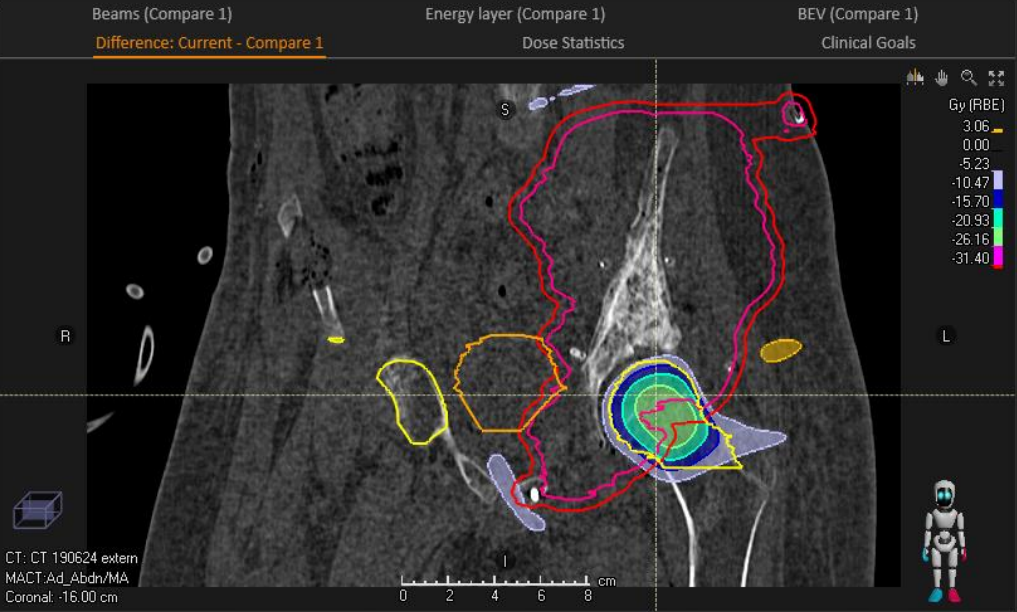 Beams (Compare 1) Energy layer (Compare 1) BEV (Compare 1)
Difference: Current - Compare 1 Dose Statistics Clinical Goals
S
Gy (RBE)
3.06
0.00
-5.23
-10.47
-15.70
-20.93
-26.16
-31.40
R
L
I
CT: CT 190624 extern
MACT:Ad_Abdn/MA
Coronal: -16.00 cm
cm
0 2 4 6 8